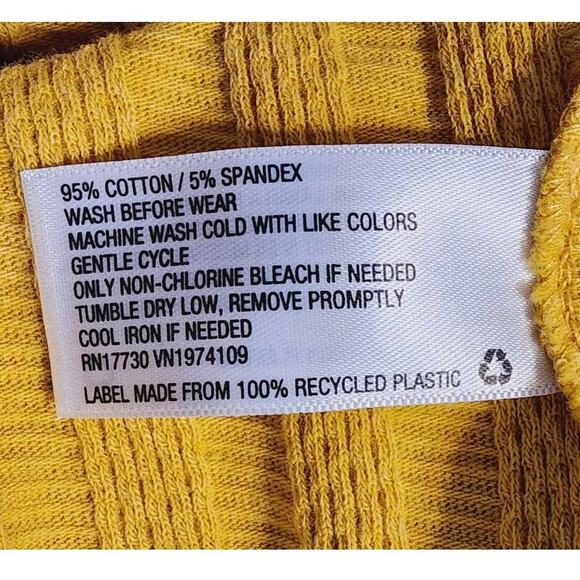 95% COTTON / 5% SPANDEX
WASH BEFORE WEAR
MACHINE WASH COLD WITH LIKE COLORS
GENTLE CYCLE
ONLY NON-CHLORINE BLEACH IF NEEDED
TUMBLE DRY LOW, REMOVE PROMPTLY
COOL IRON IF NEEDED
RN17730 VN1974109
LABEL MADE FROM 100% RECYCLED PLASTIC